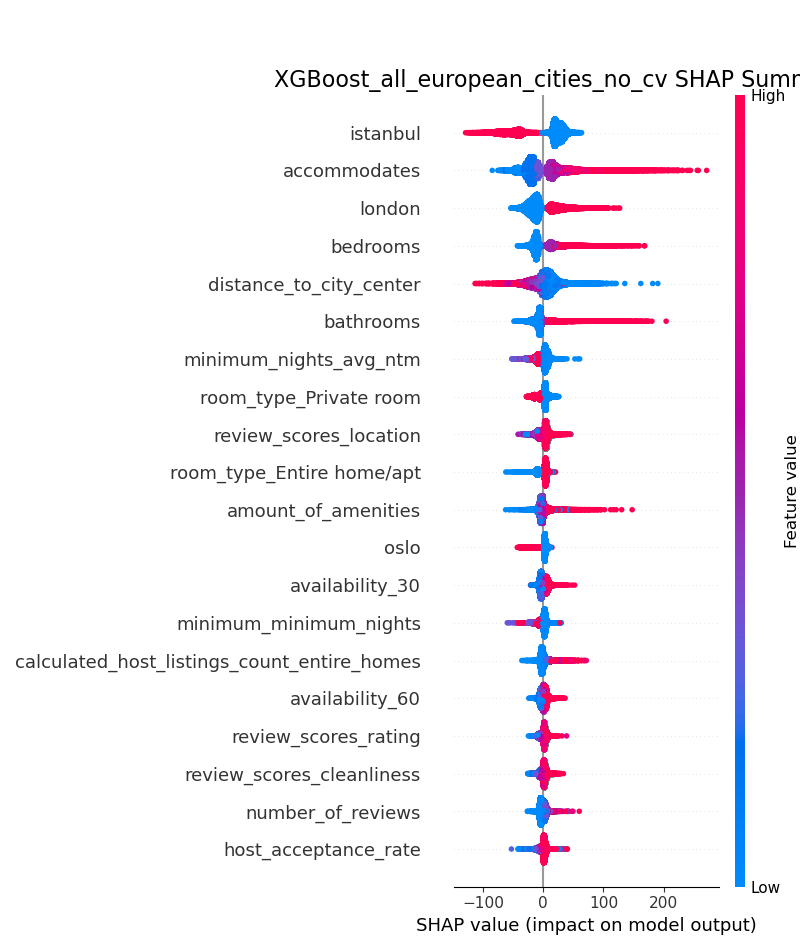 XGBoost_all_european_cities_no_cv SHAP Summ
High
istanbul
accommodates
london
bedrooms
distance_to_city_center
bathrooms
minimum_nights_avg_ntm
room_type_Private room
review_scores_location
room_type_Entire home/apt
amount_of_amenities
oslo
availability_30
minimum_minimum_nights
calculated_host_listings_count_entire_homes
availability_60
review_scores_rating
review_scores_cleanliness
number_of_reviews
host_acceptance_rate
Feature value
Low
−100 0 100 200
SHAP value (impact on model output)